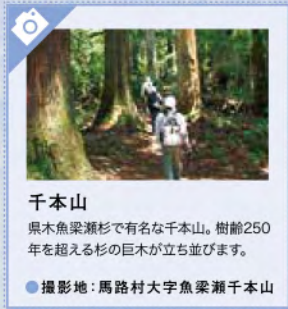 千本山
県木魚梁瀬杉で有名な千本山。樹齢250
年を超える杉の巨木が立ち並びます。
●撮影地:馬路村大字魚梁瀬千本山